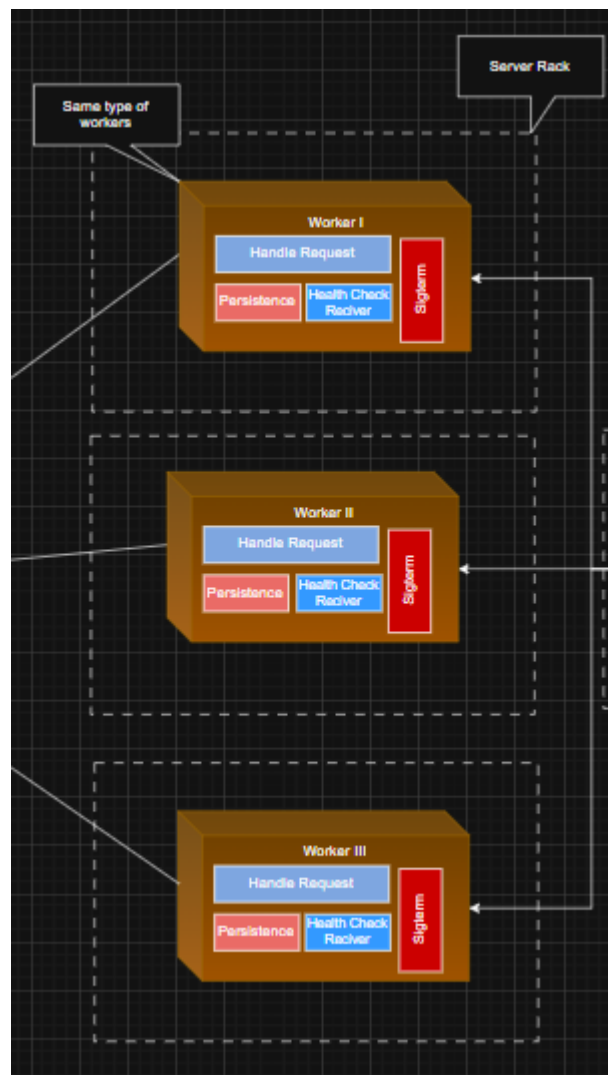 Server Rack
Same type of
workers
Worker I
Handle Request
Persistence
Health Check
Reciver
Sigterm
Worker II
Handle Request
Persistence
Health Check
Reciver
Sigterm
Worker III
Handle Request
Persistence
Health Check
Reciver
Sigterm